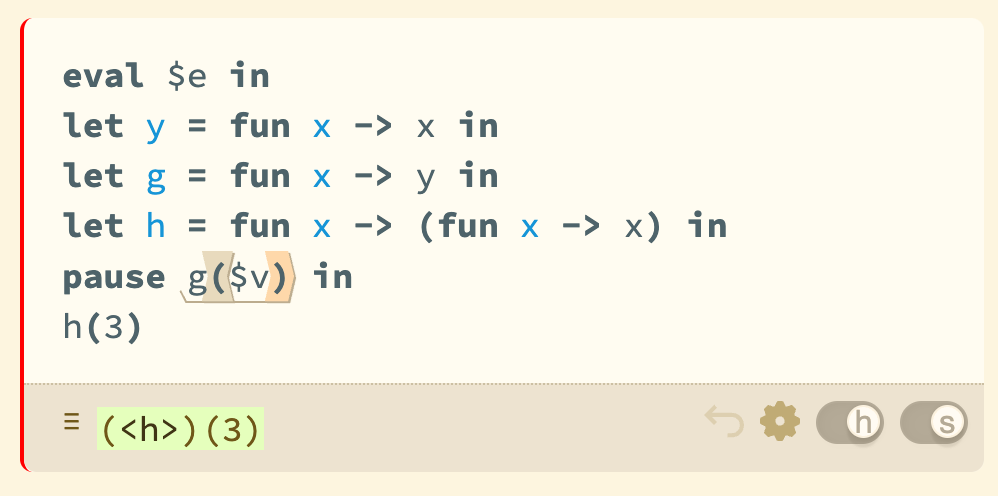 eval $e in
let y = fun x -> x in
let g = fun x -> y in
let h = fun x -> (fun x -> x) in
pause g($v) in
h(3)
≡ (<h>)(3) h s